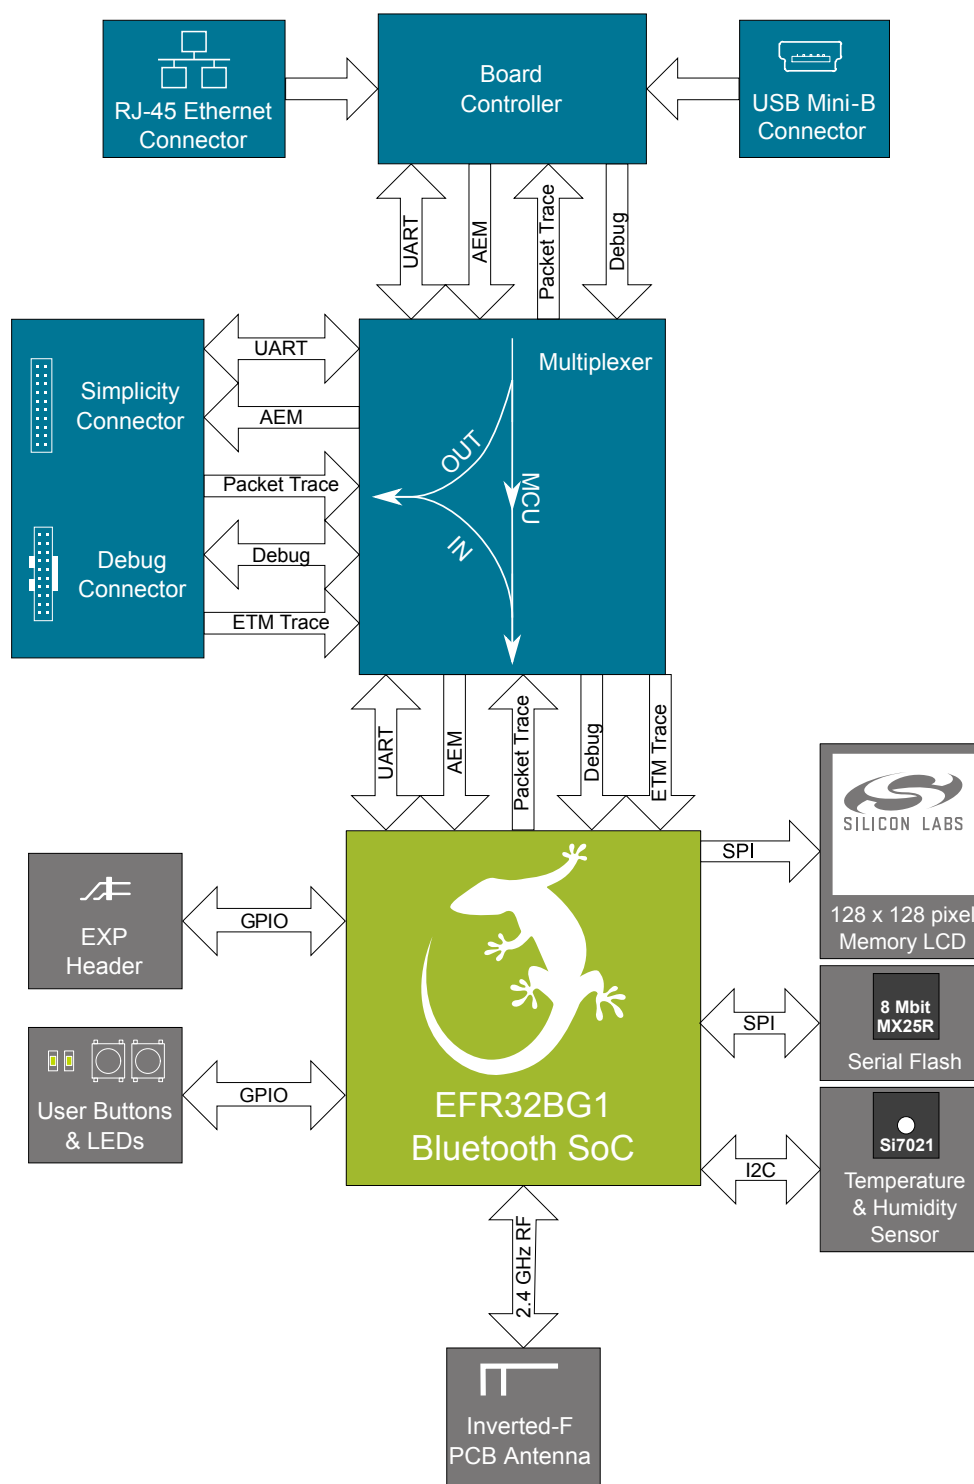 RJ-45 Ethernet
Connector
Board
Controller
USB Mini-B
Connector
UART
AEM
Packet Trace
Debug
Simplicity
Connector
Debug
Connector
UART
AEM
Packet Trace
Debug
ETM Trace
Multiplexer
OUT
MCU
IN
UART
AEM
Packet Trace
Debug
ETM Trace
SILICON LABS
128 x 128 pixel
Memory LCD
SPI
EXP
Header
GPIO
8 Mbit
MX25R
Serial Flash
SPI
User Buttons
& LEDs
GPIO
EFR32BG1
Bluetooth SoC
Si7021
Temperature
& Humidity
Sensor
I2C
2.4 GHz RF
Inverted-F
PCB Antenna